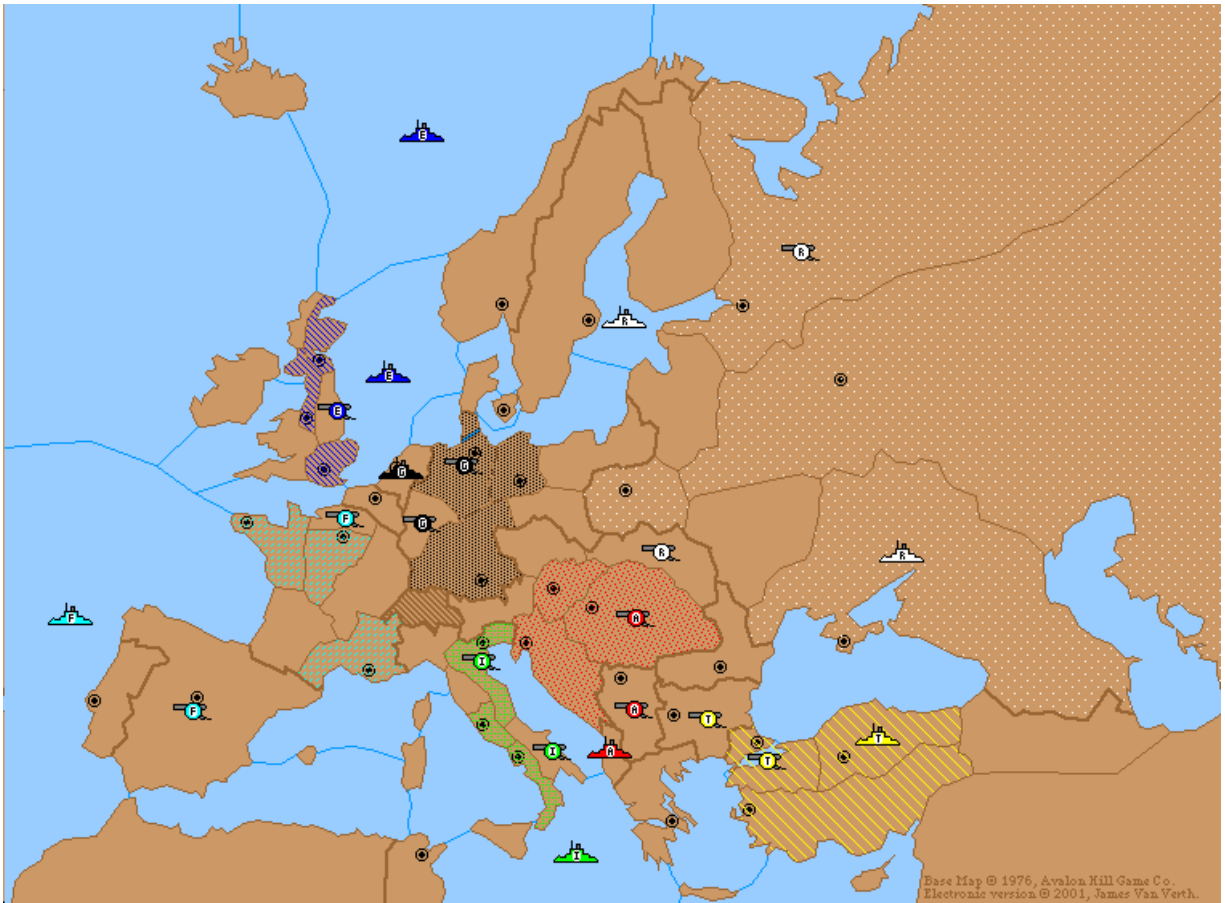 E
R
E
R
E
G
G
F
G
R
R
F
A
I
F
A
T
I
A
T
T
I
Base Map © 1976, Avalon Hill Game Co.
Electronic version © 2001, James Van Verth.